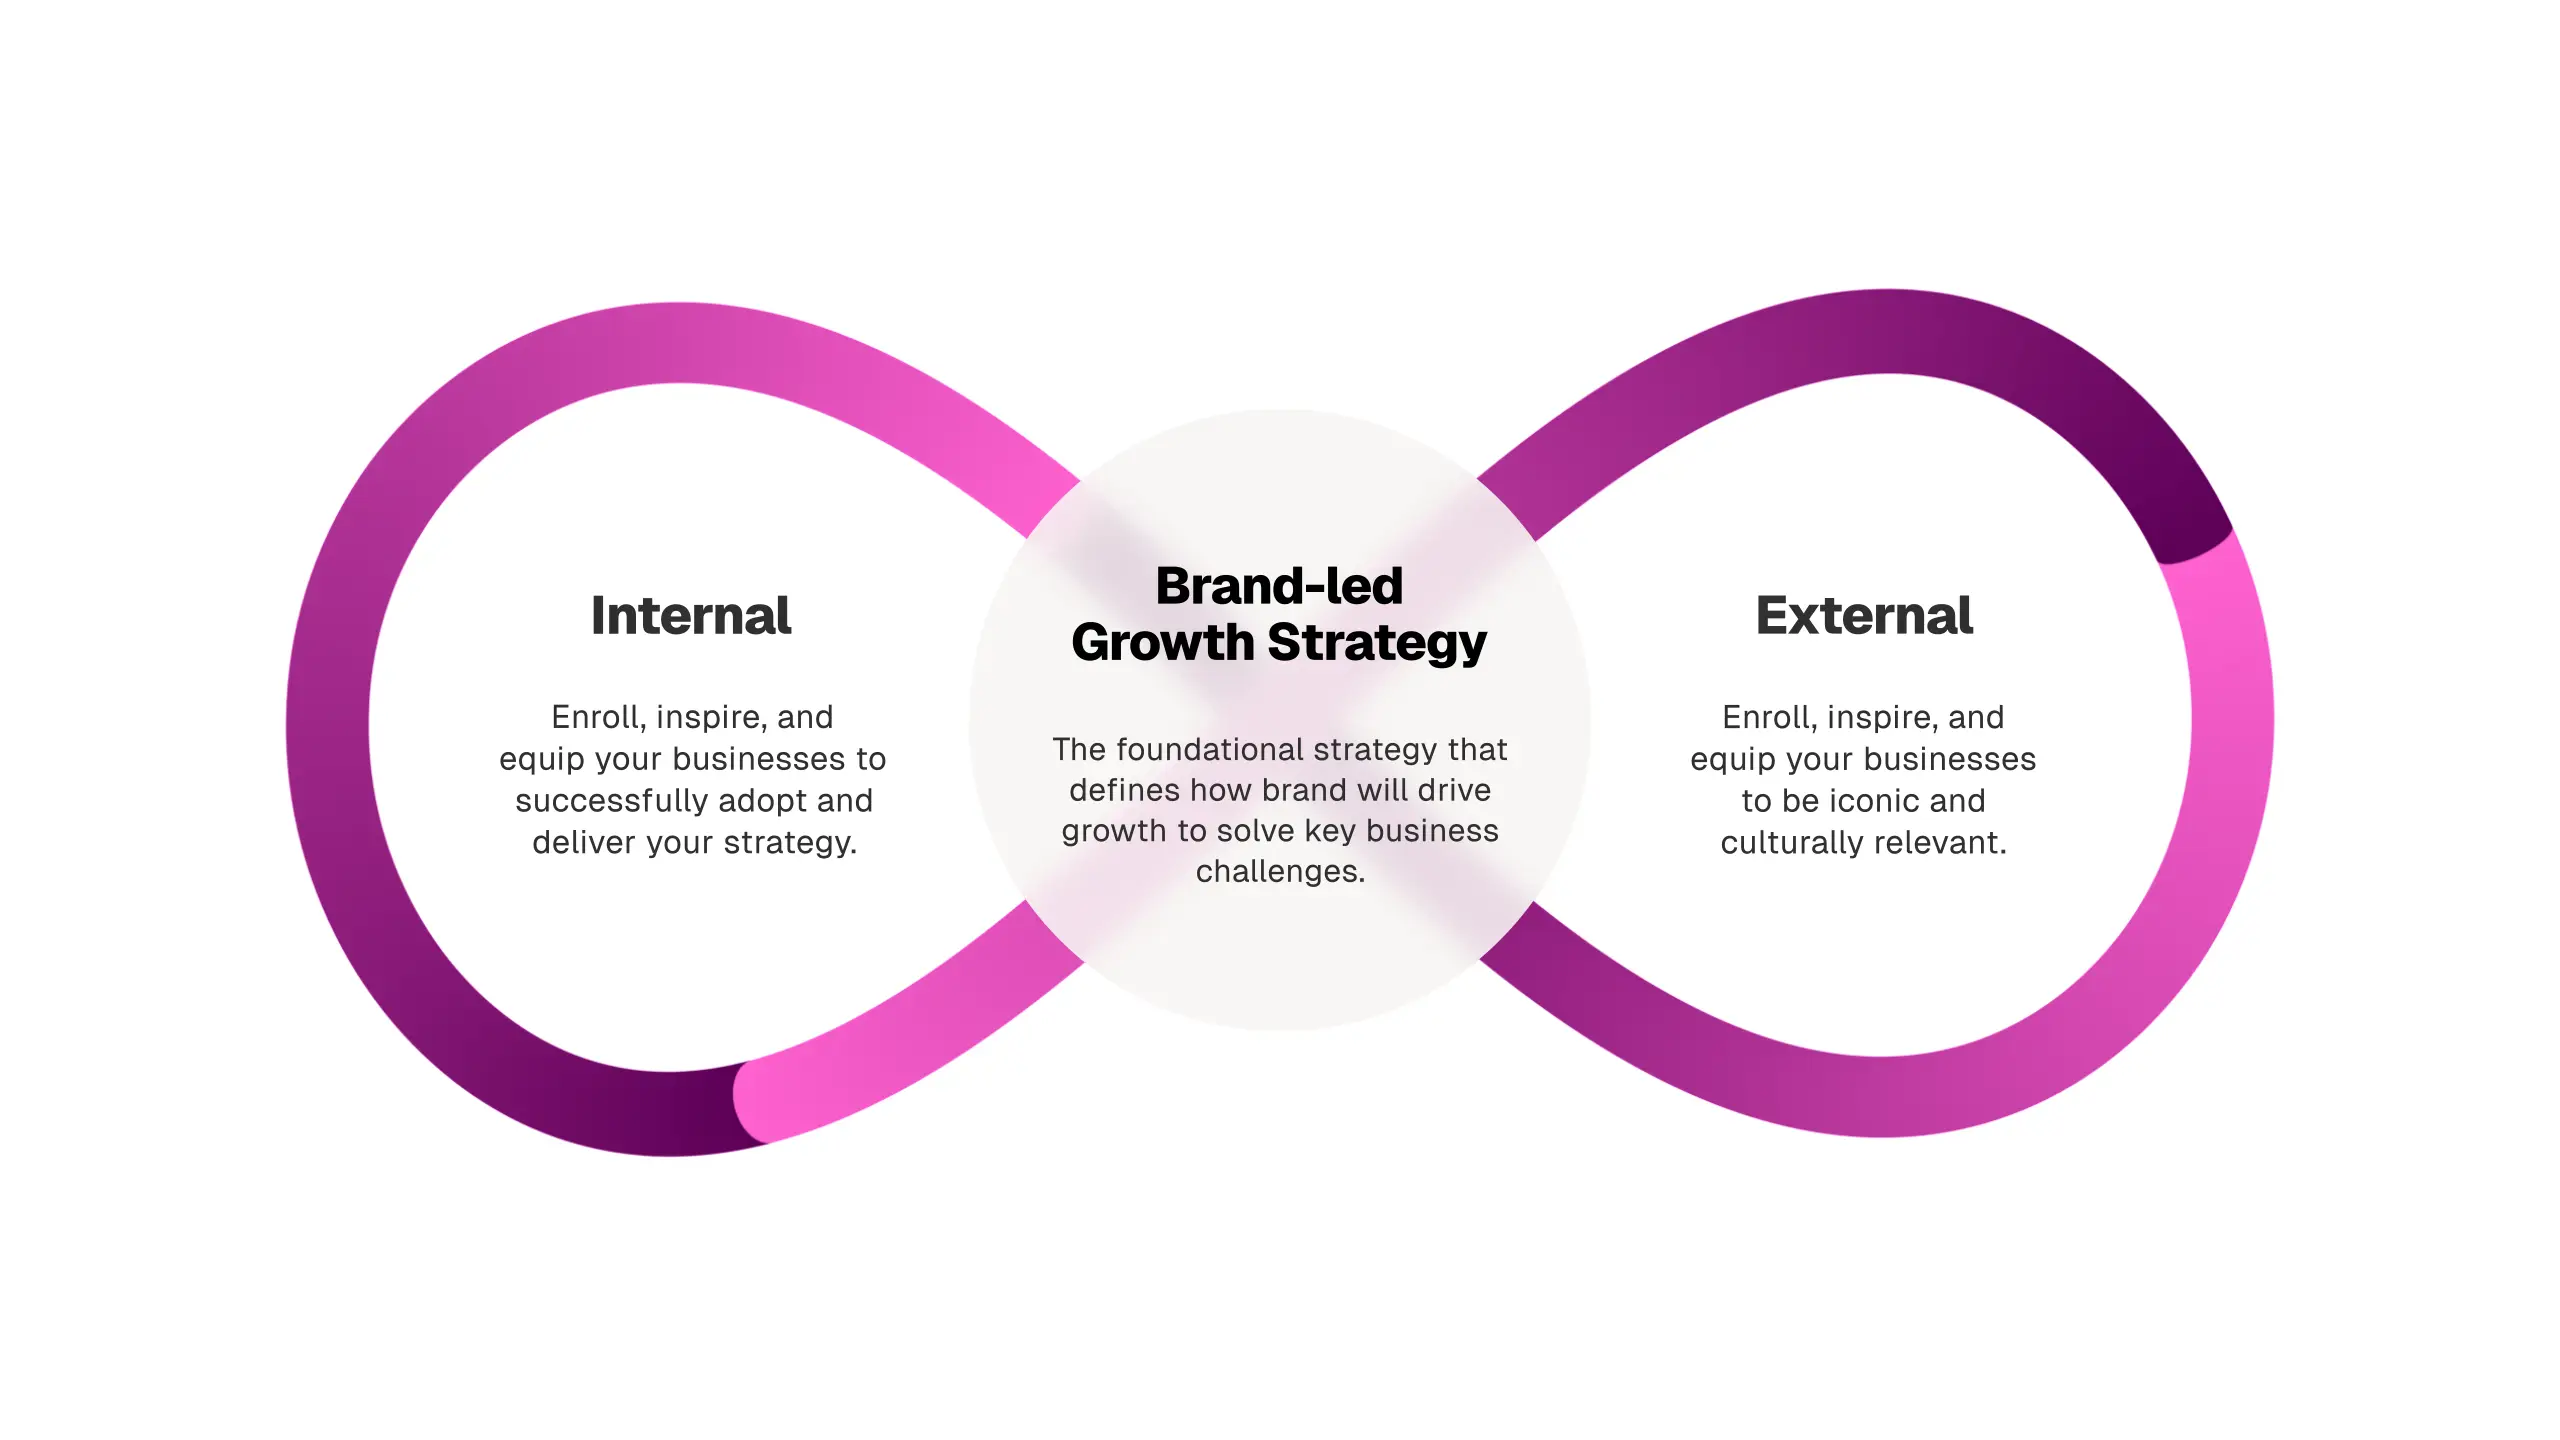 Internal
Enroll, inspire, and
equip your businesses to
successfully adopt and
deliver your strategy.
Brand-led
Growth Strategy
The foundational strategy that
defines how brand will drive
growth to solve key business
challenges.
External
Enroll, inspire, and
equip your businesses
to be iconic and
culturally relevant.